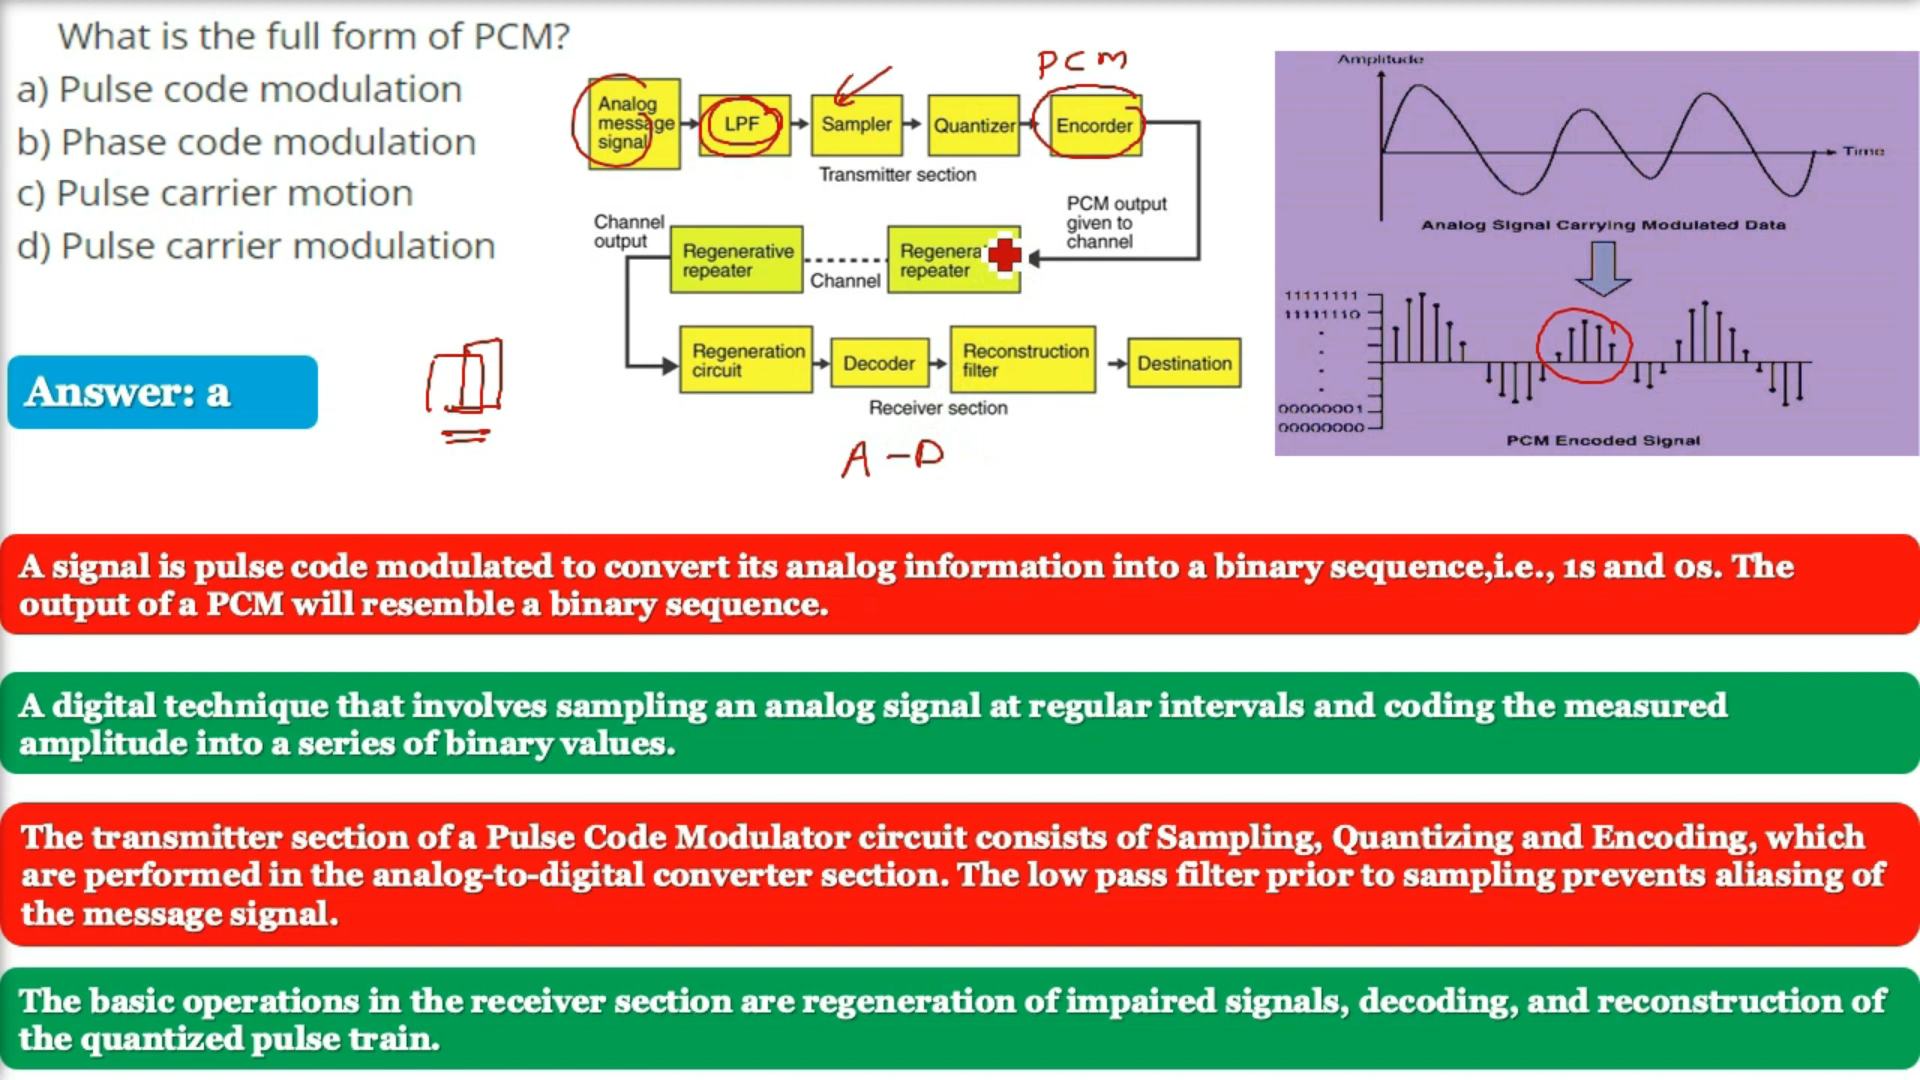 What is the full form of PCM?
a) Pulse code modulation
b) Phase code modulation
c) Pulse carrier motion
d) Pulse carrier modulation
Answer: a
PCM
Analog
message
signal
LPF
Sampler
Quantizer
Encorder
Transmitter section
PCM output
given to
channel
Channel
output
Regenerative
repeater
Channel
Regenera
repeater
Regeneration
circuit
Decoder
Reconstruction
filter
Destination
Receiver section
A-D
Amplitude
Time
Analog Signal Carrying Modulated Data
11111111
11111110
00000001
00000000
PCM Encoded Signal
A signal is pulse code modulated to convert its analog information into a binary sequence,i.e., 1s and 0s. The
output of a PCM will resemble a binary sequence.
A digital technique that involves sampling an analog signal at regular intervals and coding the measured
amplitude into a series of binary values.
The transmitter section of a Pulse Code Modulator circuit consists of Sampling, Quantizing and Encoding, which
are performed in the analog-to-digital converter section. The low pass filter prior to sampling prevents aliasing of
the message signal.
The basic operations in the receiver section are regeneration of impaired signals, decoding, and reconstruction of
the quantized pulse train.